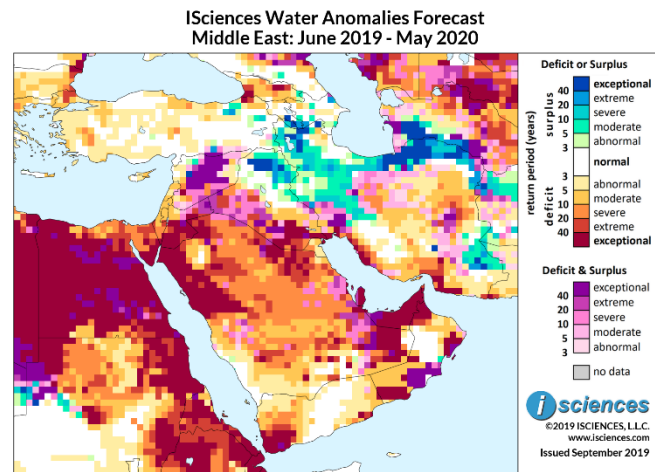 ISciences Water Anomalies Forecast
Middle East: June 2019 - May 2020
Deficit or Surplus
return period (years)
surplus
deficit
exceptional
40
extreme
20
severe
10
moderate
5
abnormal
3
normal
3
abnormal
5
moderate
10
severe
20
extreme
40
exceptional
Deficit & Surplus
exceptional
40
extreme
20
severe
10
moderate
5
abnormal
3
no data
i sciences
©2019 ISCIENCES, L.L.C.
www.isciences.com
Issued September 2019